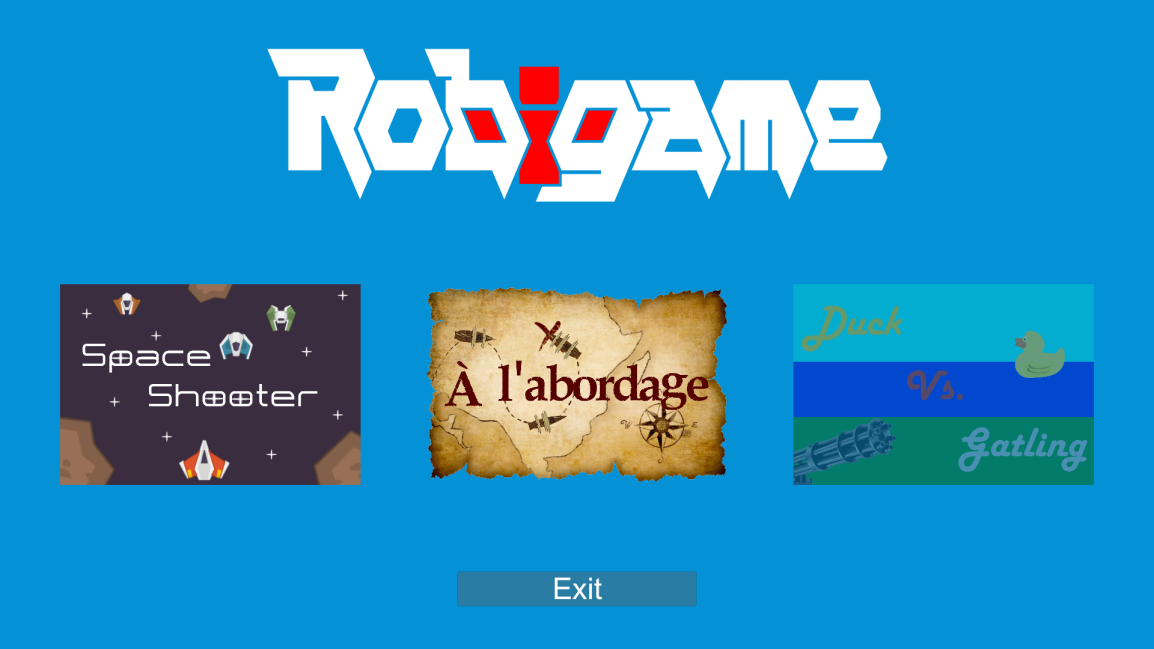 Robigame
Space
Shooter
À l'abordage
W
E
Duck
Vs.
Gatling
Exit